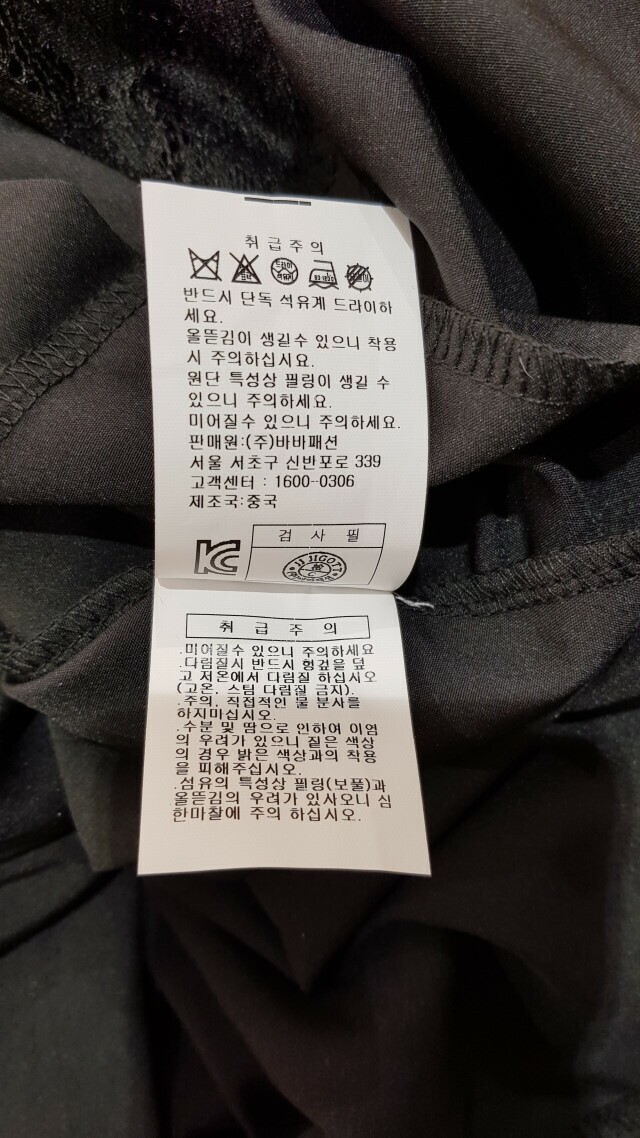 취급주의
반드시 단독 석유계 드라이하
세요.
올뜯김이 생길수 있으니 착용
시 주의하십시요.
원단 특성상 필링이 생길 수
있으니 주의하세요.
미어질수 있으니 주의하세요.
판매원:(주)바바패션
서울 서초구 신반포로 339
고객센터 : 1600-0306
제조국:중국
검 사 필
JJ JIGOTT
취 급 주 의
.미어질수 있으니 주의하세요
.다림질시 반드시 헝겊을 덮
고 저온에서 다림질 하십시오
(고온, 스팀 다림질 금지).
.주의, 직접적인 물 분사를
하지마십시오.
.수분 및 땀으로 인하여 이염
의 우려가 있으니 짙은 색상
의 경우 밝은 색상과의 착용
을 피해주십시오.
.섬유의 특성상 필링(보풀)과
올뜯김의 우려가 있사오니 심
한마찰에 주의 하십시오.